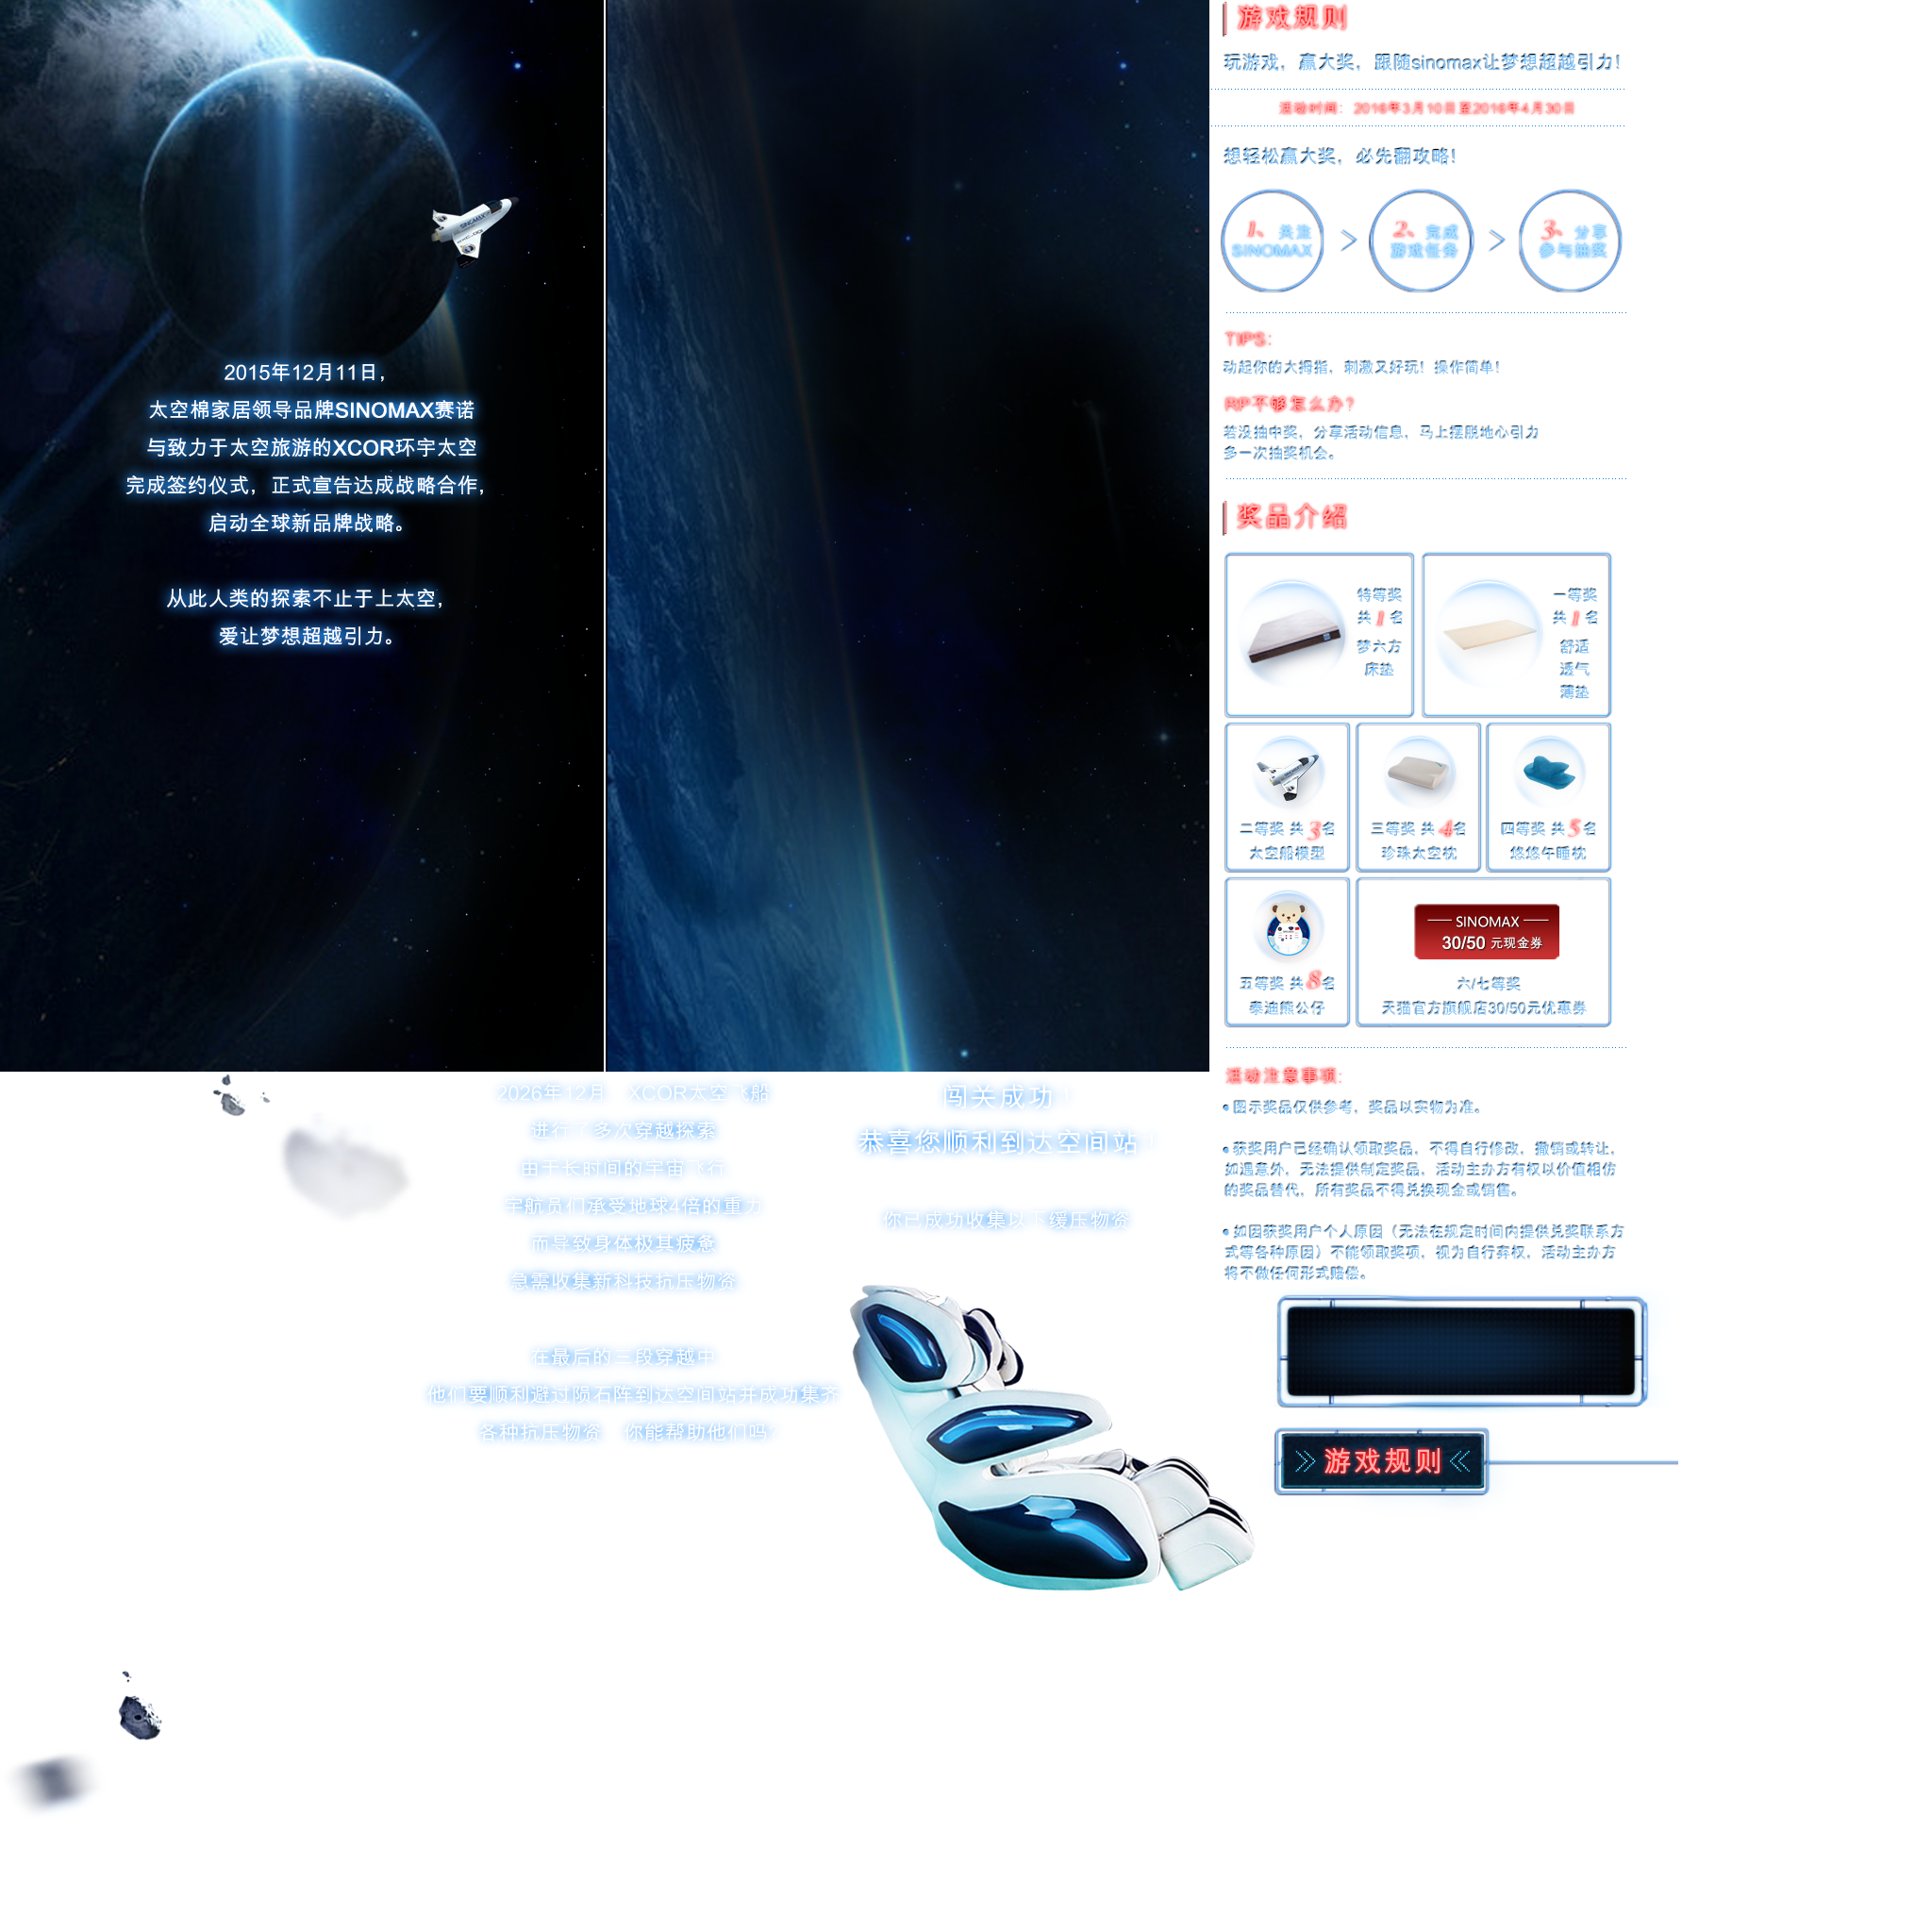 2015年12月11日，
太空棉家居领导品牌SINOMAX赛诺
与致力于太空旅游的XCOR环宇太空
完成签约仪式，正式宣告达成战略合作，
启动全球新品牌战略。
从此人类的探索不止于上太空，
爱让梦想超越引力。
SINOMAX
游戏规则
玩游戏，赢大奖，跟随sinomax让梦想超越引力！
活动时间：2016年3月10日至2016年4月30日
想轻松赢大奖，必先翻攻略！
1、关注
SINOMAX
>
2、完成
游戏任务
>
3、分享
参与抽奖
TIPS：
动起你的大拇指，刺激又好玩！操作简单！
RP不够怎么办？
若没抽中奖，分享活动信息，马上摆脱地心引力
多一次抽奖机会。
奖品介绍
特等奖
共1名
梦六方
床垫
一等奖
共1名
舒适
透气
薄垫
二等奖 共3名
太空船模型
三等奖 共4名
珍珠太空枕
四等奖 共5名
悠悠午睡枕
五等奖 共8名
泰迪熊公仔
SINOMAX
30/50 元现金券
六/七等奖
天猫官方旗舰店30/50元优惠券
活动注意事项：
• 图示奖品仅供参考，奖品以实物为准。
• 获奖用户已经确认领取奖品，不得自行修改，撤销或转让，
如遇意外，无法提供制定奖品，活动主办方有权以价值相仿
的奖品替代，所有奖品不得兑换现金或销售。
• 如因获奖用户个人原因（无法在规定时间内提供兑奖联系方
式等各种原因）不能领取奖项，视为自行弃权，活动主办方
将不做任何形式赔偿。
游戏规则
2026年12月，XCOR太空飞船
进行了多次穿越探索
由于长时间的宇宙飞行
宇航员们承受地球4倍的重力
而导致身体极其疲惫
急需收集新科技抗压物资
在最后的三段穿越中
他们要顺利避过陨石阵到达空间站并成功集齐
各种抗压物资，你能帮助他们吗？
闯关成功！
恭喜您顺利到达空间站！
你已成功收集以下缓压物资